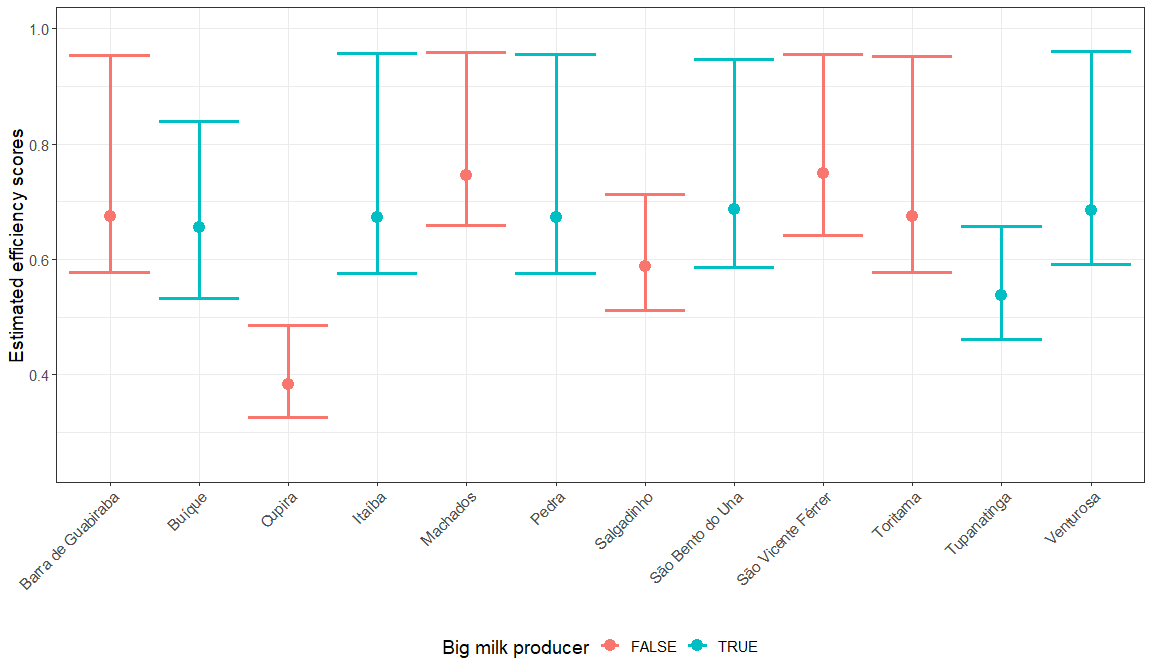 Estimated efficiency scores
1.0
0.8
0.6
0.4
Barra de Guabiraba
Buíque
Cupira
Itaíba
Machados
Pedra
Salgadinho
São Bento do Una
São Vicente Férrer
Toritama
Tupanatinga
Venturosa
Big milk producer FALSE TRUE